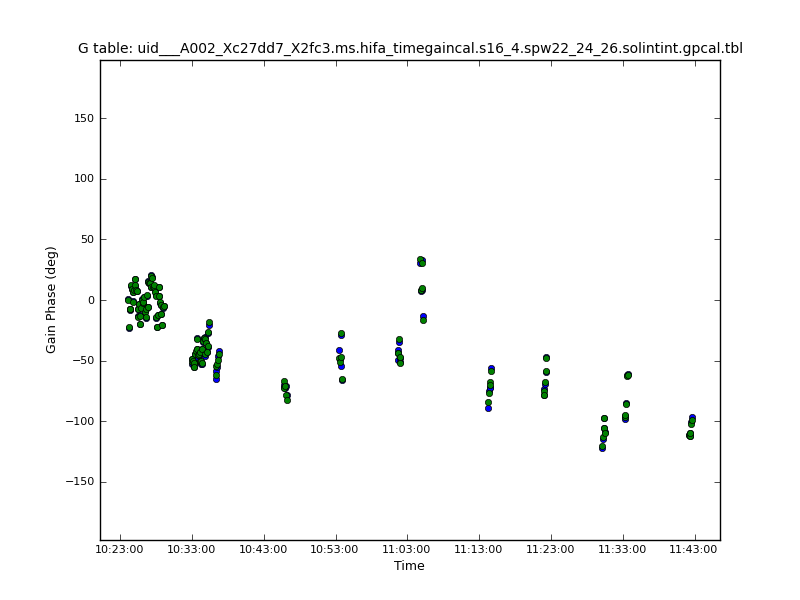 G table: uid___A002_Xc27dd7_X2fc3.ms.hifa_timegaincal.s16_4.spw22_24_26.solintint.gpcal.tbl
150
100
50
0
−50
−100
−150
Gain Phase (deg)
10:23:00 10:33:00 10:43:00 10:53:00 11:03:00 11:13:00 11:23:00 11:33:00 11:43:00
Time